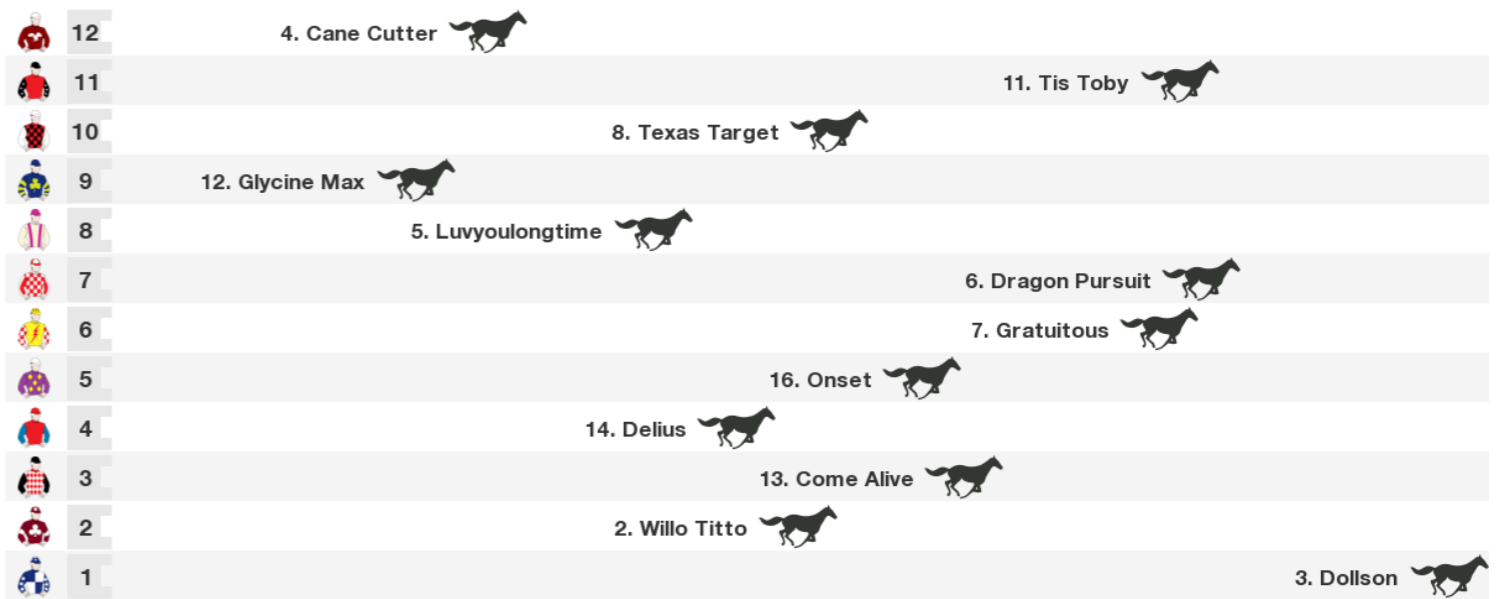 12 4. Cane Cutter
11 11. Tis Toby
10 8. Texas Target
9 12. Glycine Max
8 5. Luvyoulongtime
7 6. Dragon Pursuit
6 7. Gratuitous
5 16. Onset
4 14. Delius
3 13. Come Alive
2 2. Willo Titto
1 3. Dollson